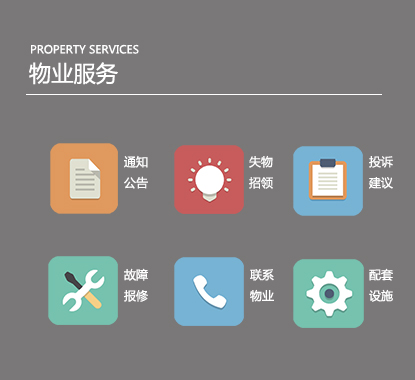 PROPERTY SERVICES
物业服务
通知
公告
失物
招领
投诉
建议
故障
报修
联系
物业
配套
设施